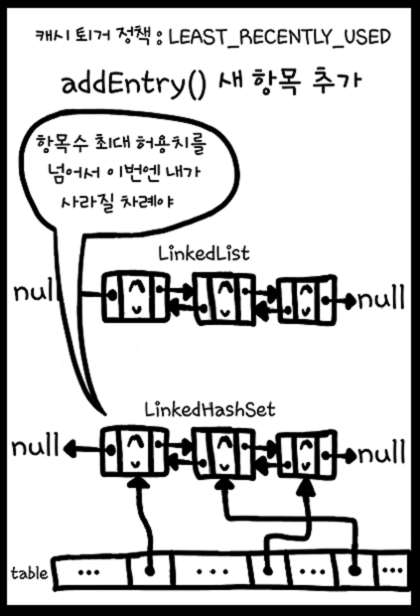 캐시 퇴거 정책 : LEAST_RECENTLY_USED
addEntry() 새 항목 추가
항목수 최대 허용치를
넘어서 이번엔 내가
사라질 차례야
LinkedList
null
null
LinkedHashSet
null
null
table ... ... ... ...